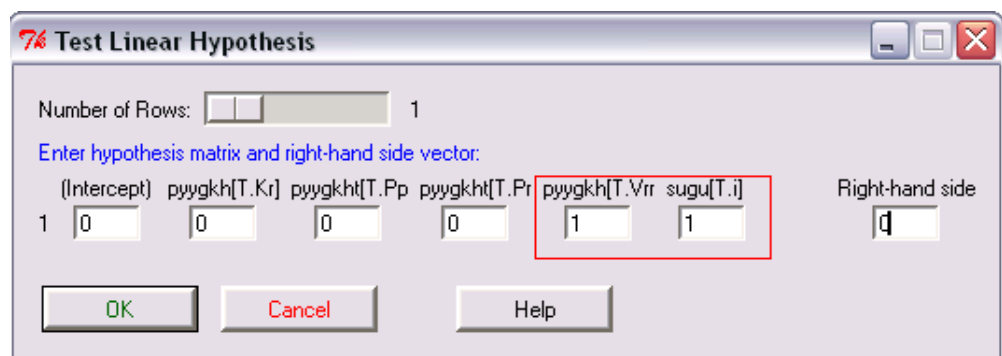 Test Linear Hypothesis
Number of Rows: 1
Enter hypothesis matrix and right-hand side vector:
(Intercept) pyygkh[T.Kr] pyygkht[T.Pp pyygkht[T.Pr pyygkh[T.Vrr sugu[T.i] Right-hand side
1 0 0 0 0 1 1 0
OK Cancel Help